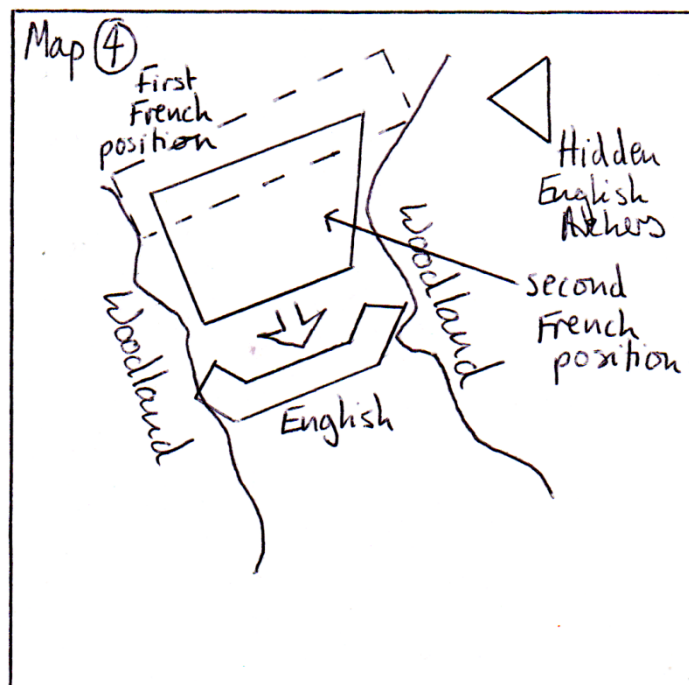 Map 4
First
French
position
Hidden
English
Archers
Woodland
Woodland
second
French
position
English